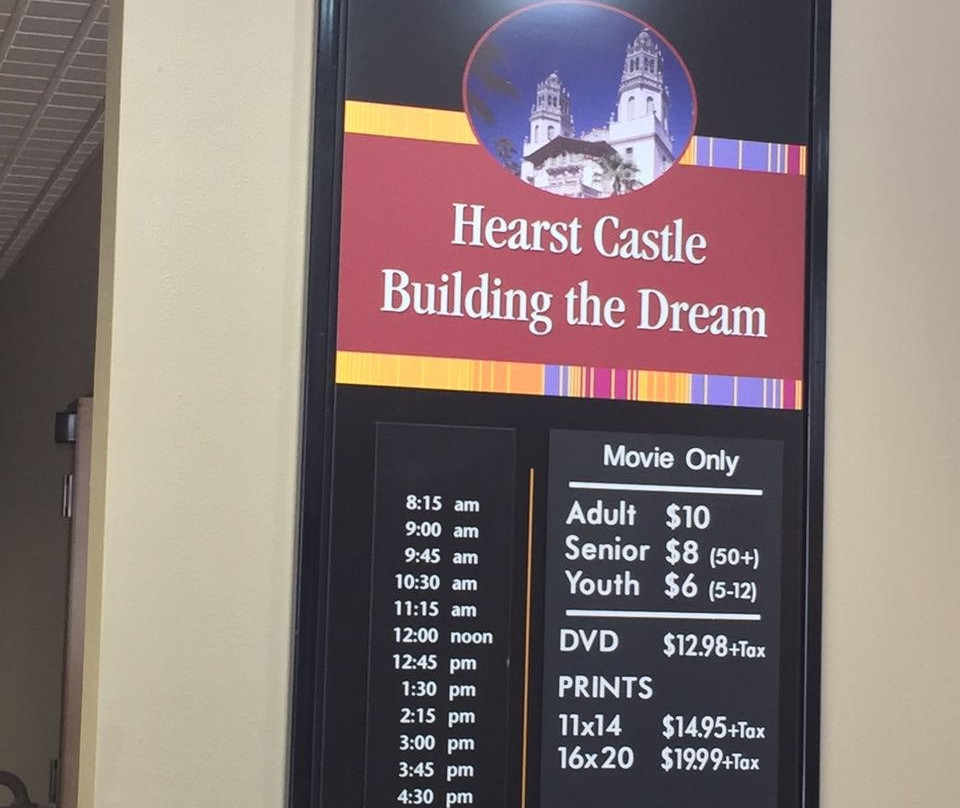 Hearst Castle
Building the Dream
8:15 am
9:00 am
9:45 am
10:30 am
11:15 am
12:00 noon
12:45 pm
1:30 pm
2:15 pm
3:00 pm
3:45 pm
4:30 pm
Movie Only
Adult $10
Senior $8 (50+)
Youth $6 (5-12)
DVD $12.98+Tax
PRINTS
11x14 $14.95+Tax
16x20 $19.99+Tax